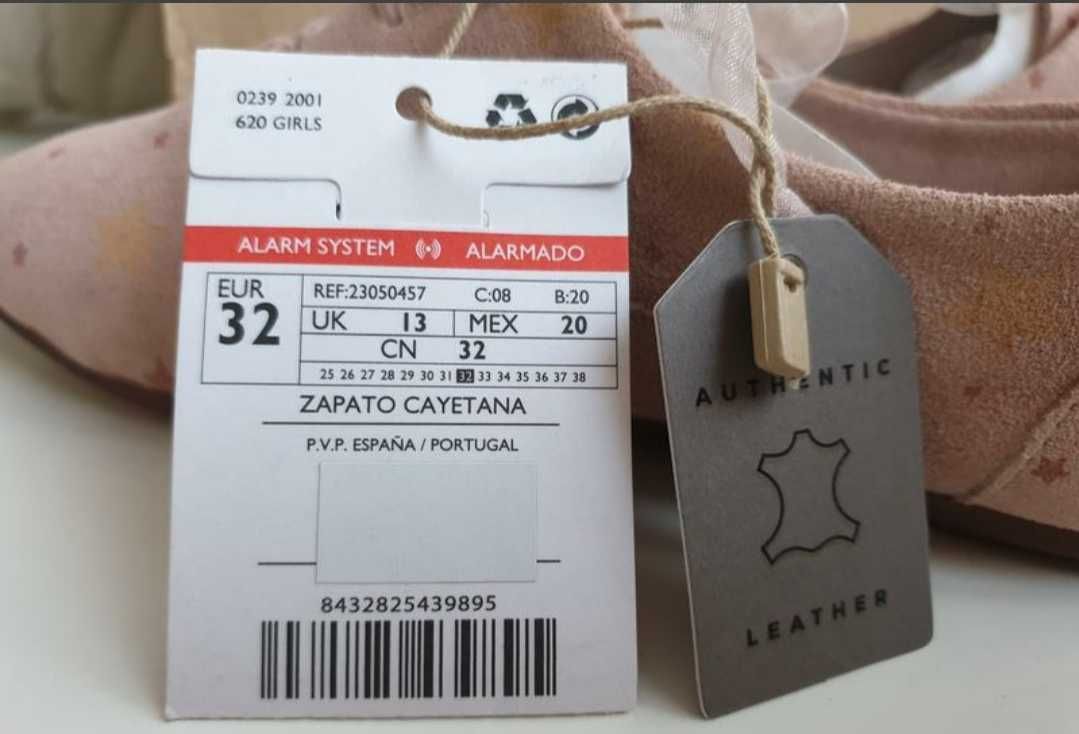 0239 2001
620 GIRLS
ALARM SYSTEM ALARMADO
EUR
32
REF:23050457 C:08 B:20
UK 13 MEX 20
CN 32
25 26 27 28 29 30 31 32 33 34 35 36 37 38
ZAPATO CAYETANA
P.V.P. ESPAÑA / PORTUGAL
8432825439895
AUTHENTIC
LEATHER